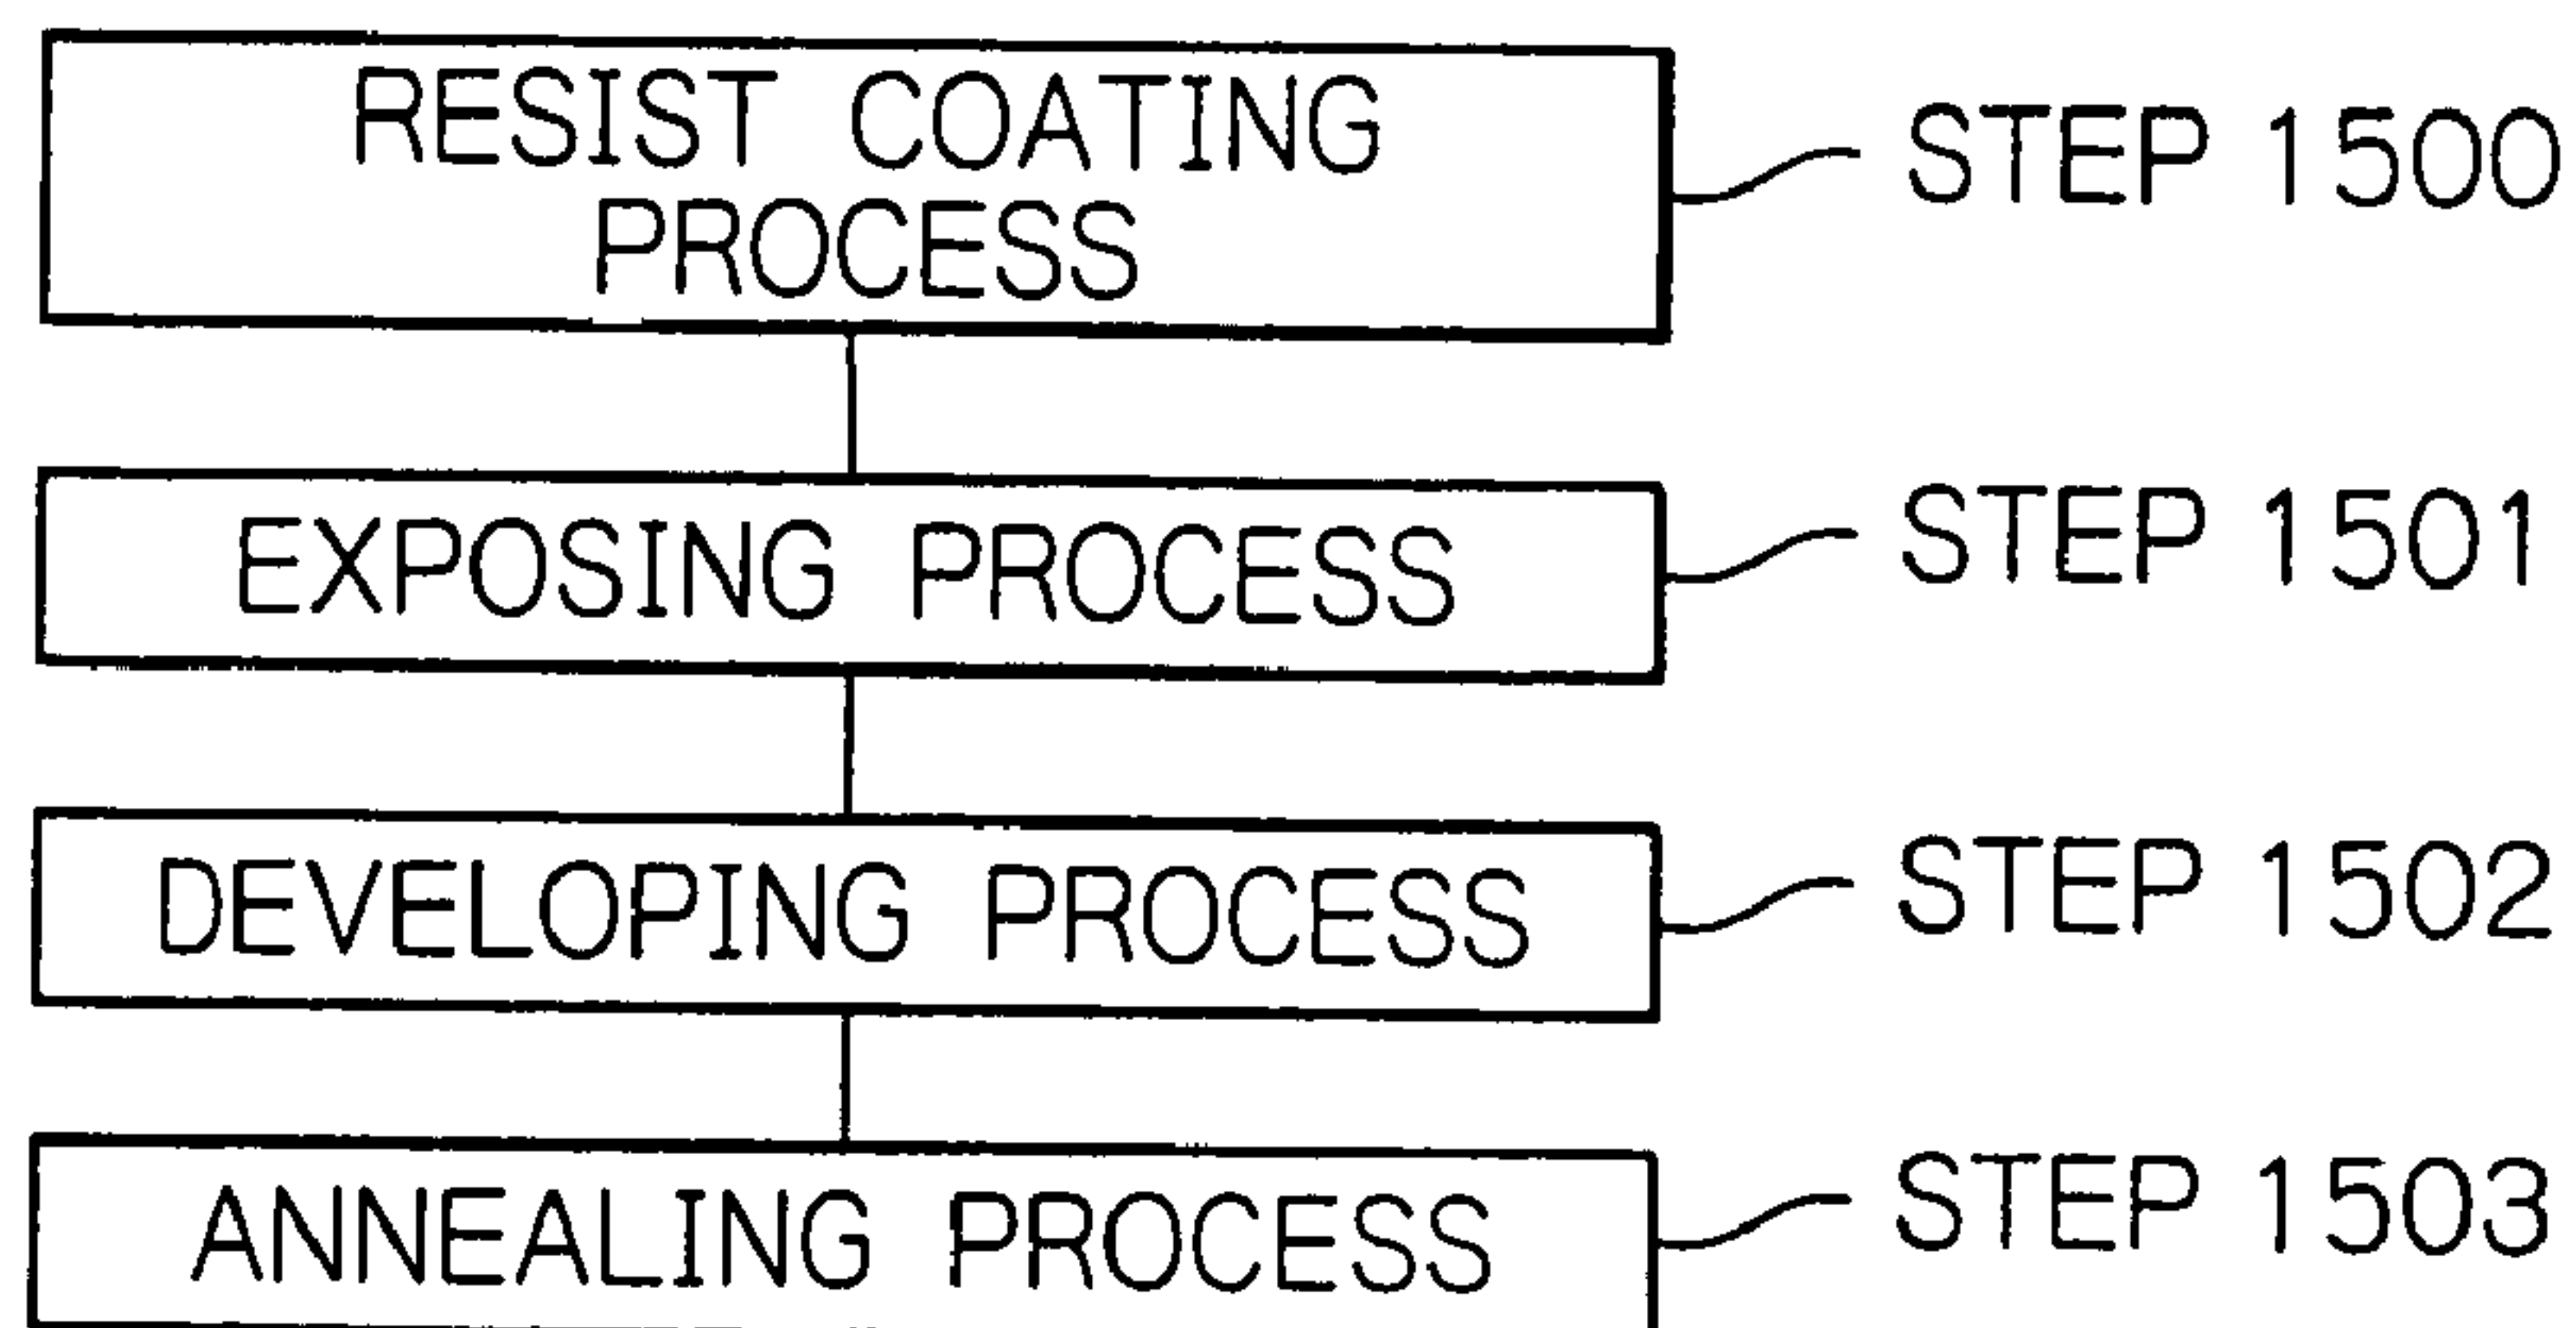 RESIST COATING
PROCESS
STEP 1500
EXPOSING PROCESS
STEP 1501
DEVELOPING PROCESS
STEP 1502
ANNEALING PROCESS
STEP 1503